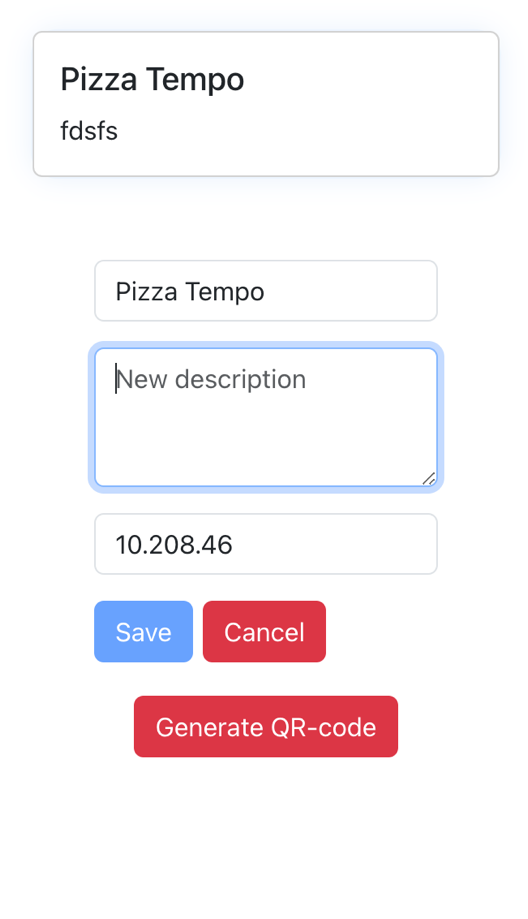 Pizza Tempo
fdsfs
Pizza Tempo
New description
10.208.46
Save Cancel
Generate QR-code